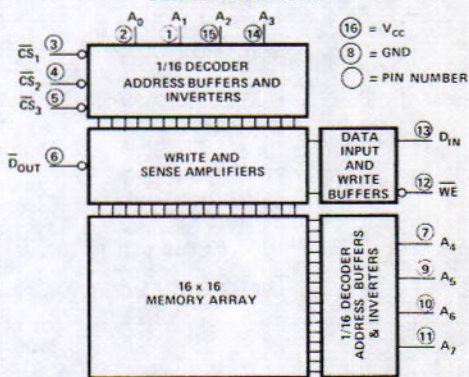 A0 A1 A2 A3
2 1 15 14
16 = VCC
8 = GND
= PIN NUMBER
CS1 3
CS2 4
CS3 5
1/16 DECODER
ADDRESS BUFFERS AND
INVERTERS
DOUT 6
WRITE AND
SENSE AMPLIFIERS
DATA
INPUT
AND
WRITE
BUFFERS
13 DIN
12 WE
16 x 16
MEMORY ARRAY
1/16 DECODER
ADDRESS BUFFERS
& INVERTERS
7 A4
9 A5
10 A6
11 A7